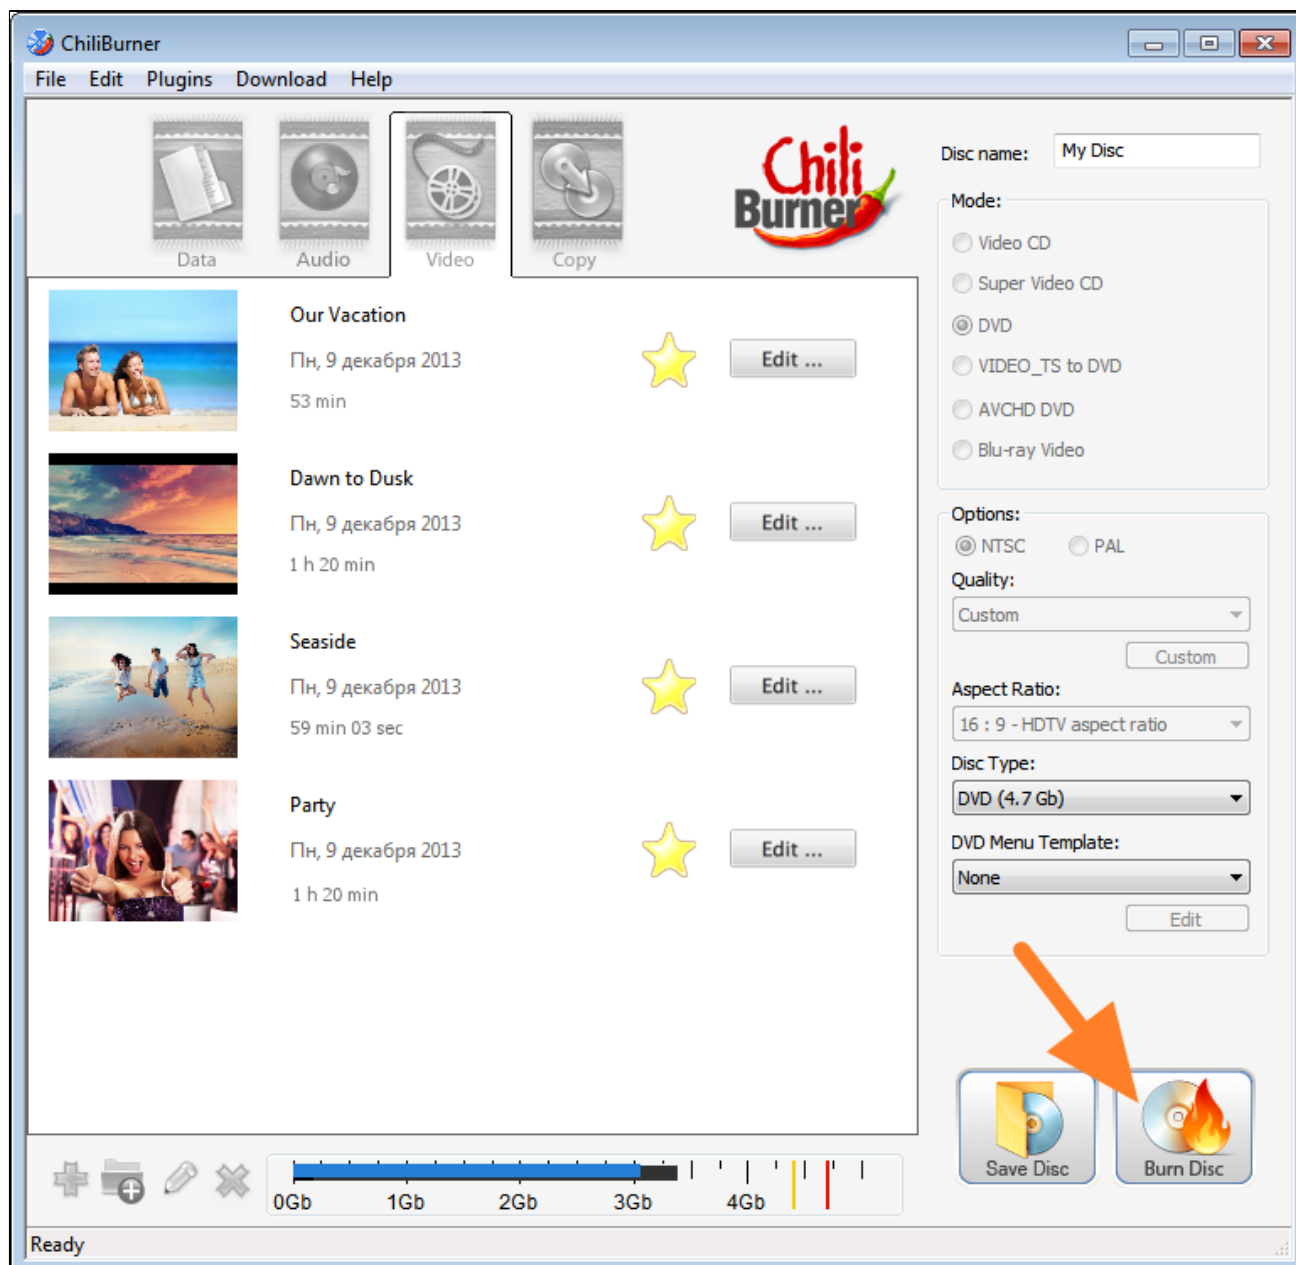 ChiliBurner
File Edit Plugins Download Help
Data Audio Video Copy
Chili
Burner
Our Vacation
Пн, 9 декабря 2013
53 min
Edit ...
Dawn to Dusk
Пн, 9 декабря 2013
1 h 20 min
Edit ...
Seaside
Пн, 9 декабря 2013
59 min 03 sec
Edit ...
Party
Пн, 9 декабря 2013
1 h 20 min
Edit ...
Disc name: My Disc
Mode:
Video CD
Super Video CD
DVD
VIDEO_TS to DVD
AVCHD DVD
Blu-ray Video
Options:
NTSC PAL
Quality:
Custom
Custom
Aspect Ratio:
16 : 9 - HDTV aspect ratio
Disc Type:
DVD (4.7 Gb)
DVD Menu Template:
None
Edit
Save Disc Burn Disc
0Gb 1Gb 2Gb 3Gb 4Gb
Ready